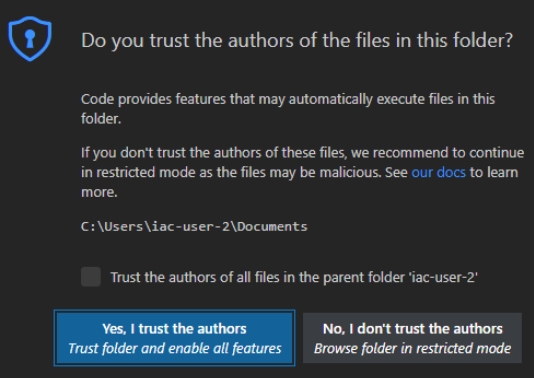 Do you trust the authors of the files in this folder?
Code provides features that may automatically execute files in this
folder.
If you don't trust the authors of these files, we recommend to continue
in restricted mode as the files may be malicious. See our docs to learn
more.
C:\Users\iac-user-2\Documents
Trust the authors of all files in the parent folder 'iac-user-2'
Yes, I trust the authors
Trust folder and enable all features
No, I don't trust the authors
Browse folder in restricted mode